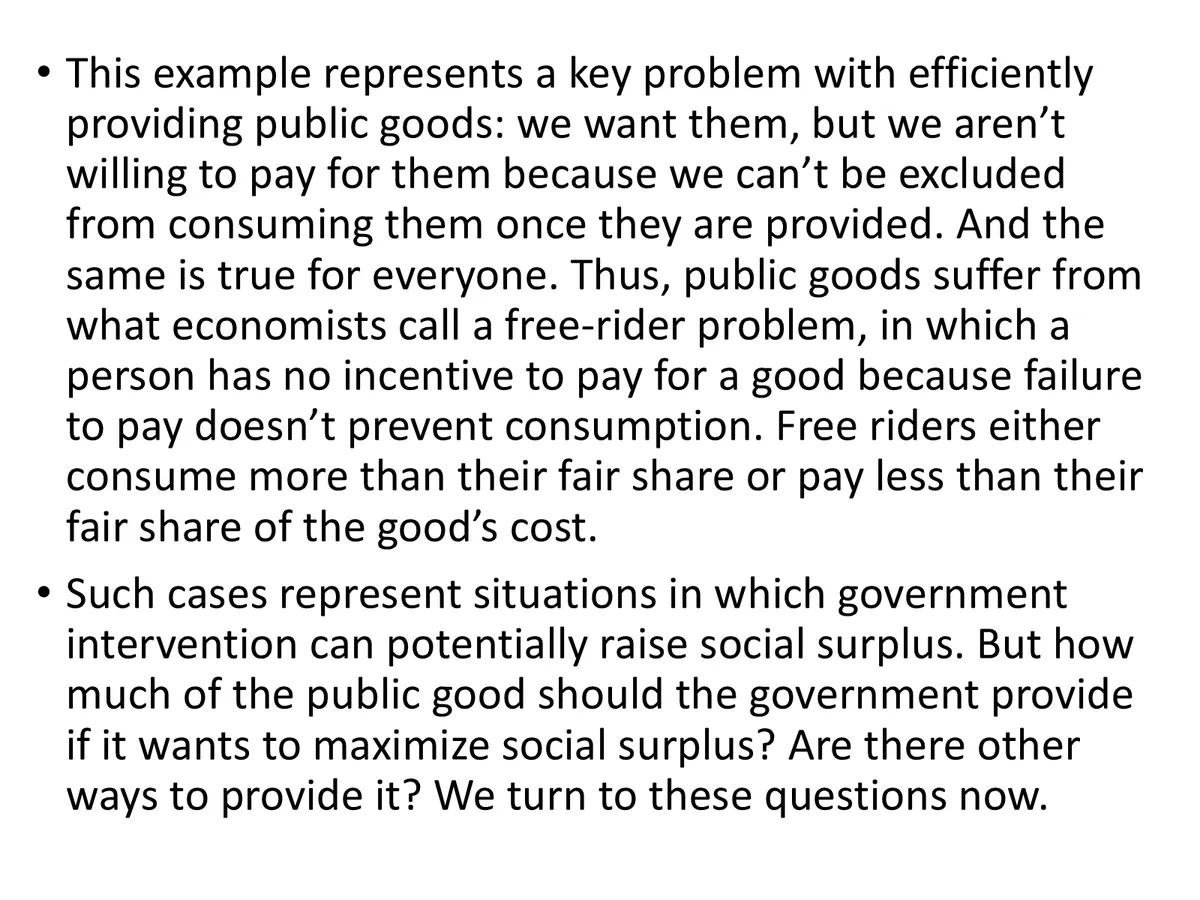 • This example represents a key problem with efficiently
providing public goods: we want them, but we aren’t
willing to pay for them because we can’t be excluded
from consuming them once they are provided. And the
same is true for everyone. Thus, public goods suffer from
what economists call a free-rider problem, in which a
person has no incentive to pay for a good because failure
to pay doesn’t prevent consumption. Free riders either
consume more than their fair share or pay less than their
fair share of the good’s cost.
• Such cases represent situations in which government
intervention can potentially raise social surplus. But how
much of the public good should the government provide
if it wants to maximize social surplus? Are there other
ways to provide it? We turn to these questions now.